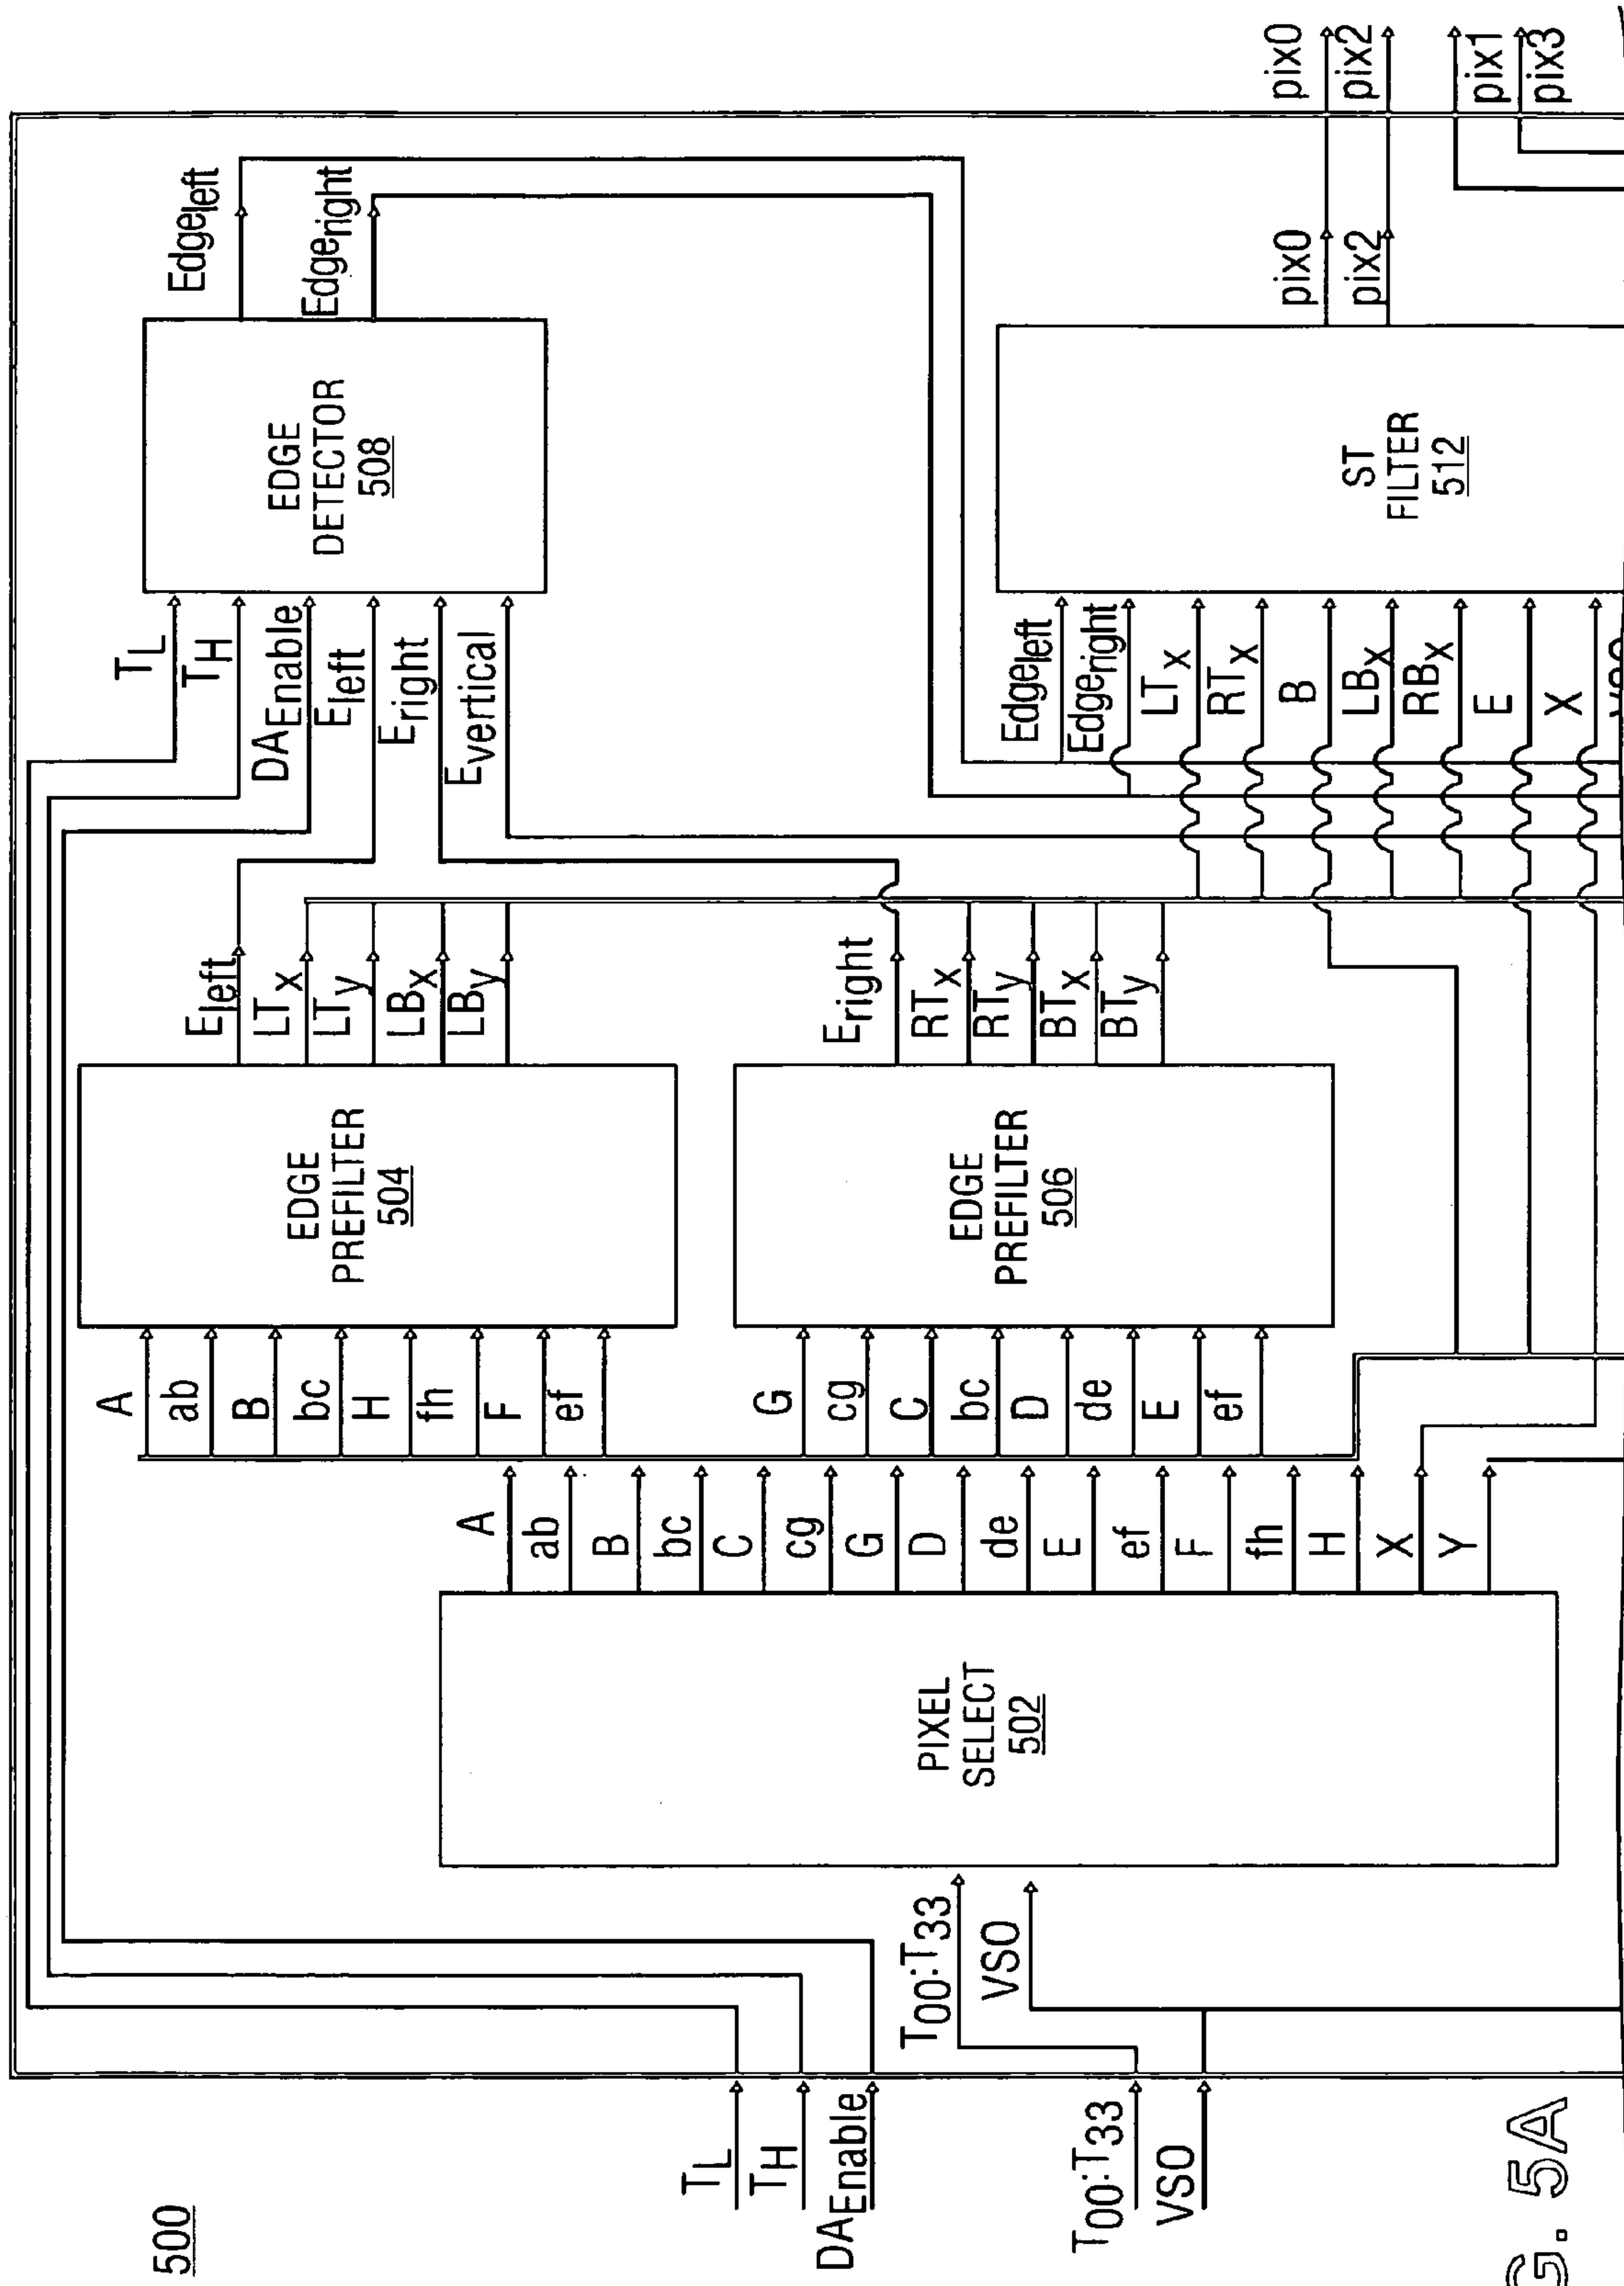 500
T_L
T_H
DA_Enable
T_00:T_33
VSO
T_00:T_33
VSO
PIXEL
SELECT
502
A
ab
B
bc
C
cg
G
D
de
E
ef
F
fh
H
X
Y
A
ab
B
bc
H
fh
F
ef
G
cg
C
bc
D
de
E
ef
EDGE
PREFILTER
504
EDGE
PREFILTER
506
E_left
LT_x
LT_y
LB_x
LB_y
E_right
RT_x
RT_y
BT_x
BT_y
T_L
T_H
DA_Enable
E_left
E_right
E_vertical
EDGE
DETECTOR
508
Edge_left
Edge_right
Edge_left
Edge_right
LT_x
RT_x
B
LB_x
RB_x
E
X
ST
FILTER
512
pix0
pix2
pix0
pix2
pix1
pix3
G. 5A